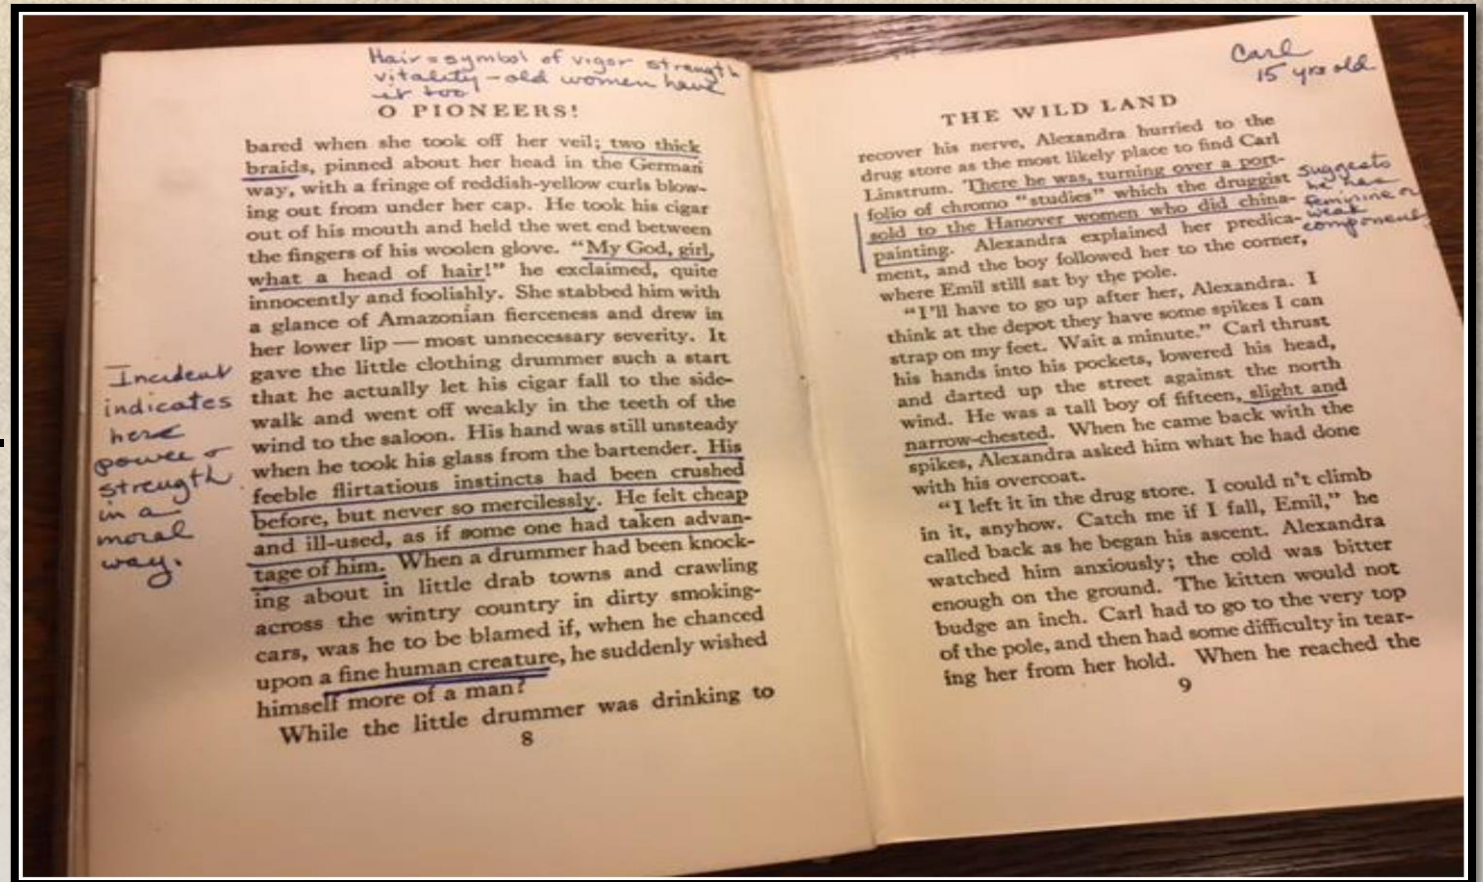 Hair = symbol of vigor strength
vitality - old women have
it too
O PIONEERS!
bared when she took off her veil; two thick
braids, pinned about her head in the German
way, with a fringe of reddish-yellow curls blow-
ing out from under her cap. He took his cigar
out of his mouth and held the wet end between
the fingers of his woolen glove. “My God, girl,
what a head of hair!” he exclaimed, quite
innocently and foolishly. She stabbed him with
a glance of Amazonian fierceness and drew in
her lower lip — most unnecessary severity. It
gave the little clothing drummer such a start
that he actually let his cigar fall to the side-
walk and went off weakly in the teeth of the
wind to the saloon. His hand was still unsteady
when he took his glass from the bartender. His
feeble flirtatious instincts had been crushed
before, but never so mercilessly. He felt cheap
and ill-used, as if some one had taken advan-
tage of him. When a drummer had been knock-
ing about in little drab towns and crawling
across the wintry country in dirty smoking-
cars, was he to be blamed if, when he chanced
upon a fine human creature, he suddenly wished
himself more of a man?
While the little drummer was drinking to
8
Incident
indicates
here
power +
strength
in a
moral
way.
Carl
15 yrs old
THE WILD LAND
recover his nerve, Alexandra hurried to the
drug store as the most likely place to find Carl
Linstrum. There he was, turning over a port-
folio of chromo “studies” which the druggist
sold to the Hanover women who did china-
painting. Alexandra explained her predica-
ment, and the boy followed her to the corner,
where Emil still sat by the pole.
“I’ll have to go up after her, Alexandra. I
think at the depot they have some spikes I can
strap on my feet. Wait a minute.” Carl thrust
his hands into his pockets, lowered his head,
and darted up the street against the north
wind. He was a tall boy of fifteen, slight and
narrow-chested. When he came back with the
spikes, Alexandra asked him what he had done
with his overcoat.
“I left it in the drug store. I could n’t climb
in it, anyhow. Catch me if I fall, Emil,” he
called back as he began his ascent. Alexandra
watched him anxiously; the cold was bitter
enough on the ground. The kitten would not
budge an inch. Carl had to go to the very top
of the pole, and then had some difficulty in tear-
ing her from her hold. When he reached the
9
suggests
he has
feminine or
weak
component